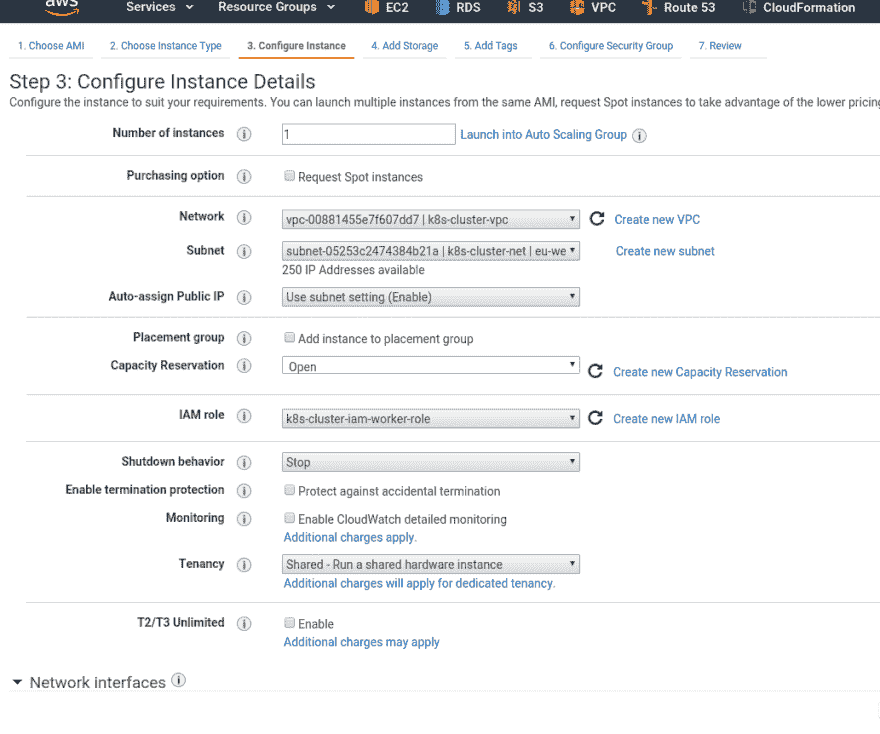 aws Services Resource Groups EC2 RDS S3 VPC Route 53 CloudFormation
1. Choose AMI 2. Choose Instance Type 3. Configure Instance 4. Add Storage 5. Add Tags 6. Configure Security Group 7. Review
Step 3: Configure Instance Details
Configure the instance to suit your requirements. You can launch multiple instances from the same AMI, request Spot instances to take advantage of the lower pricing
Number of instances 1 Launch into Auto Scaling Group
Purchasing option Request Spot instances
Network vpc-00881455e7f607dd7 | k8s-cluster-vpc Create new VPC
Subnet subnet-05253c2474384b21a | k8s-cluster-net | eu-we Create new subnet
250 IP Addresses available
Auto-assign Public IP Use subnet setting (Enable)
Placement group Add instance to placement group
Capacity Reservation Open Create new Capacity Reservation
IAM role k8s-cluster-iam-worker-role Create new IAM role
Shutdown behavior Stop
Enable termination protection Protect against accidental termination
Monitoring Enable CloudWatch detailed monitoring
Additional charges apply.
Tenancy Shared - Run a shared hardware instance
Additional charges will apply for dedicated tenancy.
T2/T3 Unlimited Enable
Additional charges may apply
Network interfaces